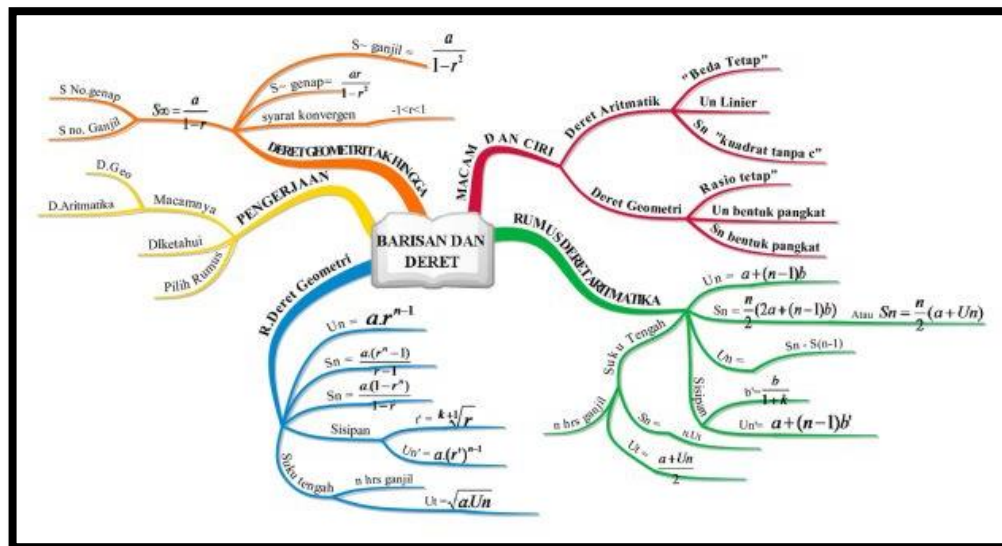 BARISAN DAN
DERET
MACAM DAN CIRI
Deret Aritmatik
"Beda Tetap"
Un Linier
Sn "kuadrat tanpa c"
Deret Geometri
Rasio tetap"
Un bentuk pangkat
Sn bentuk pangkat
RUMUS DERET ARITMATIKA
Un = a+(n−1)b
Sn = n/2(2a+(n−1)b) Atau Sn = n/2(a+Un)
Un = Sn - S(n-1)
Sisipan
b'= b/1+k
Un'= a+(n−1)b'
Suku Tengah
n hrs ganjil
Sn = n.Ut
Ut = a+Un/2
R.Deret Geometri
Un = a.r^n−1
Sn = a.(r^n−1)/r−1
Sn = a.(1−r^n)/1−r
Sisipan
r' = k+1√r
Un' = a.(r')^n−1
Suku tengah
n hrs ganjil
Ut = √a.Un
PENGERJAAN
Macamnya
D.Geo
D.Aritmatika
DIketahui
Pilih Rumus
DERET GEOMETRI TAK HINGGA
S~ ganjil = a/1−r²
S~ genap= ar/1−r²
syarat konvergen -1<r<1
S∞ = a/1−r
S No.genap
S no. Ganjil